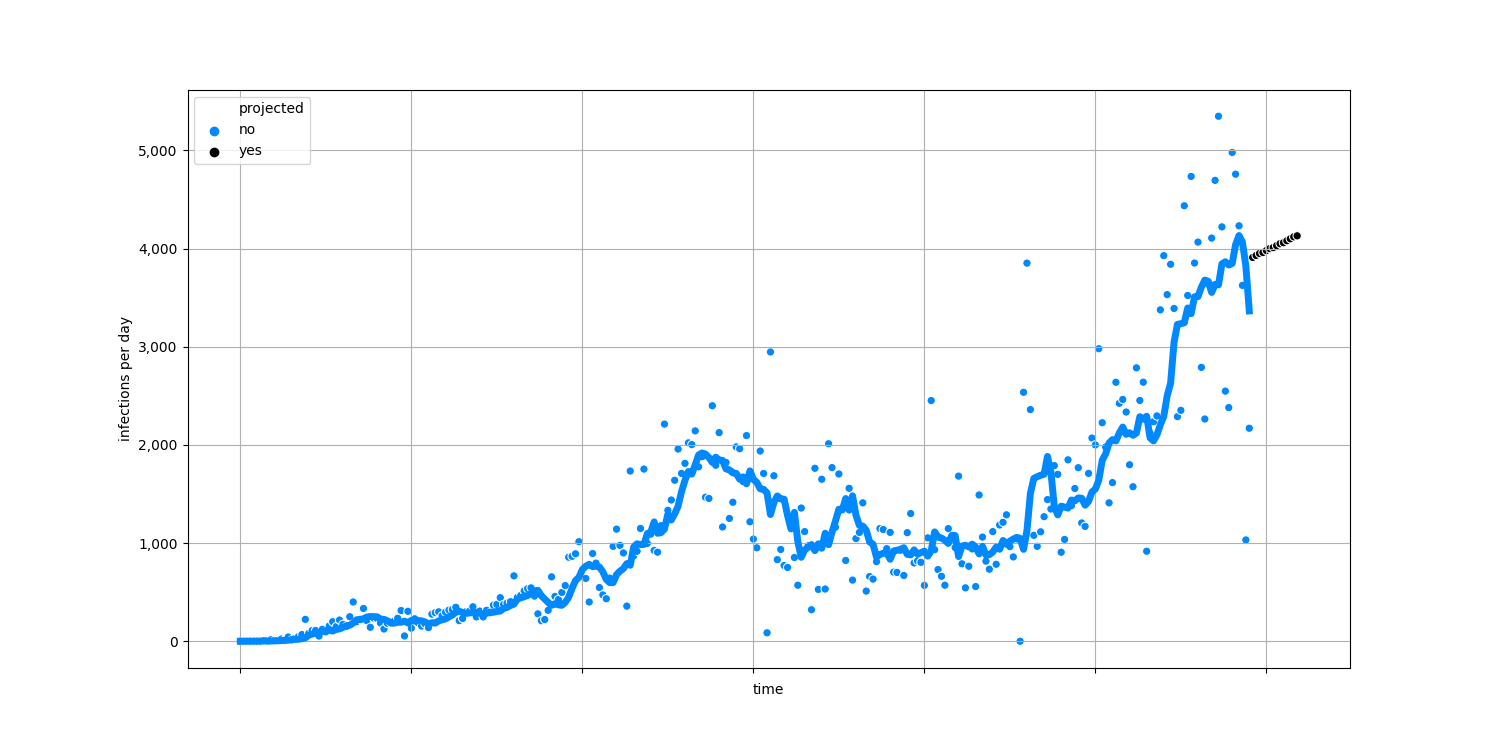 projected
no
yes
5,000
4,000
3,000
2,000
1,000
0
infections per day
time